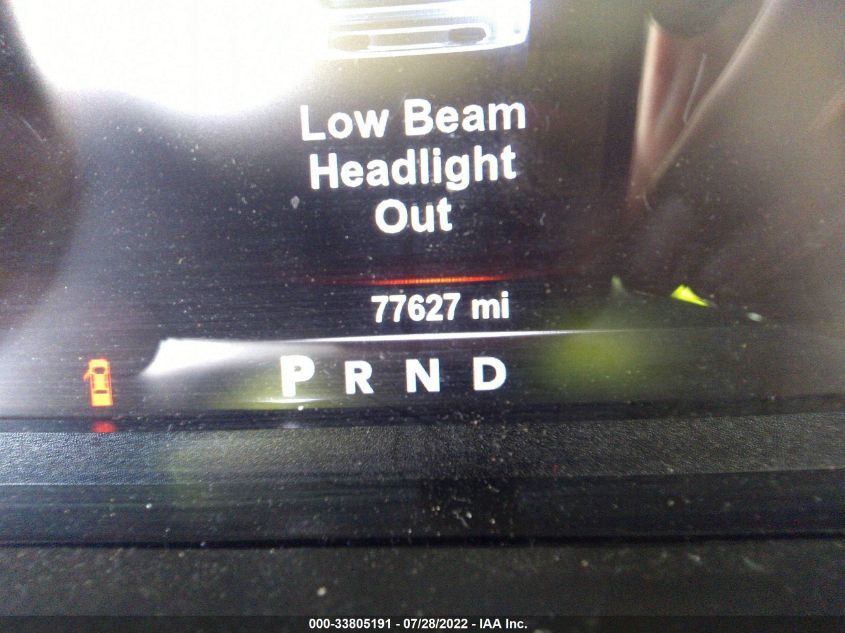 Low Beam
Headlight
Out
77627 mi
P R N D
000-33805191 - 07/28/2022 - IAA Inc.